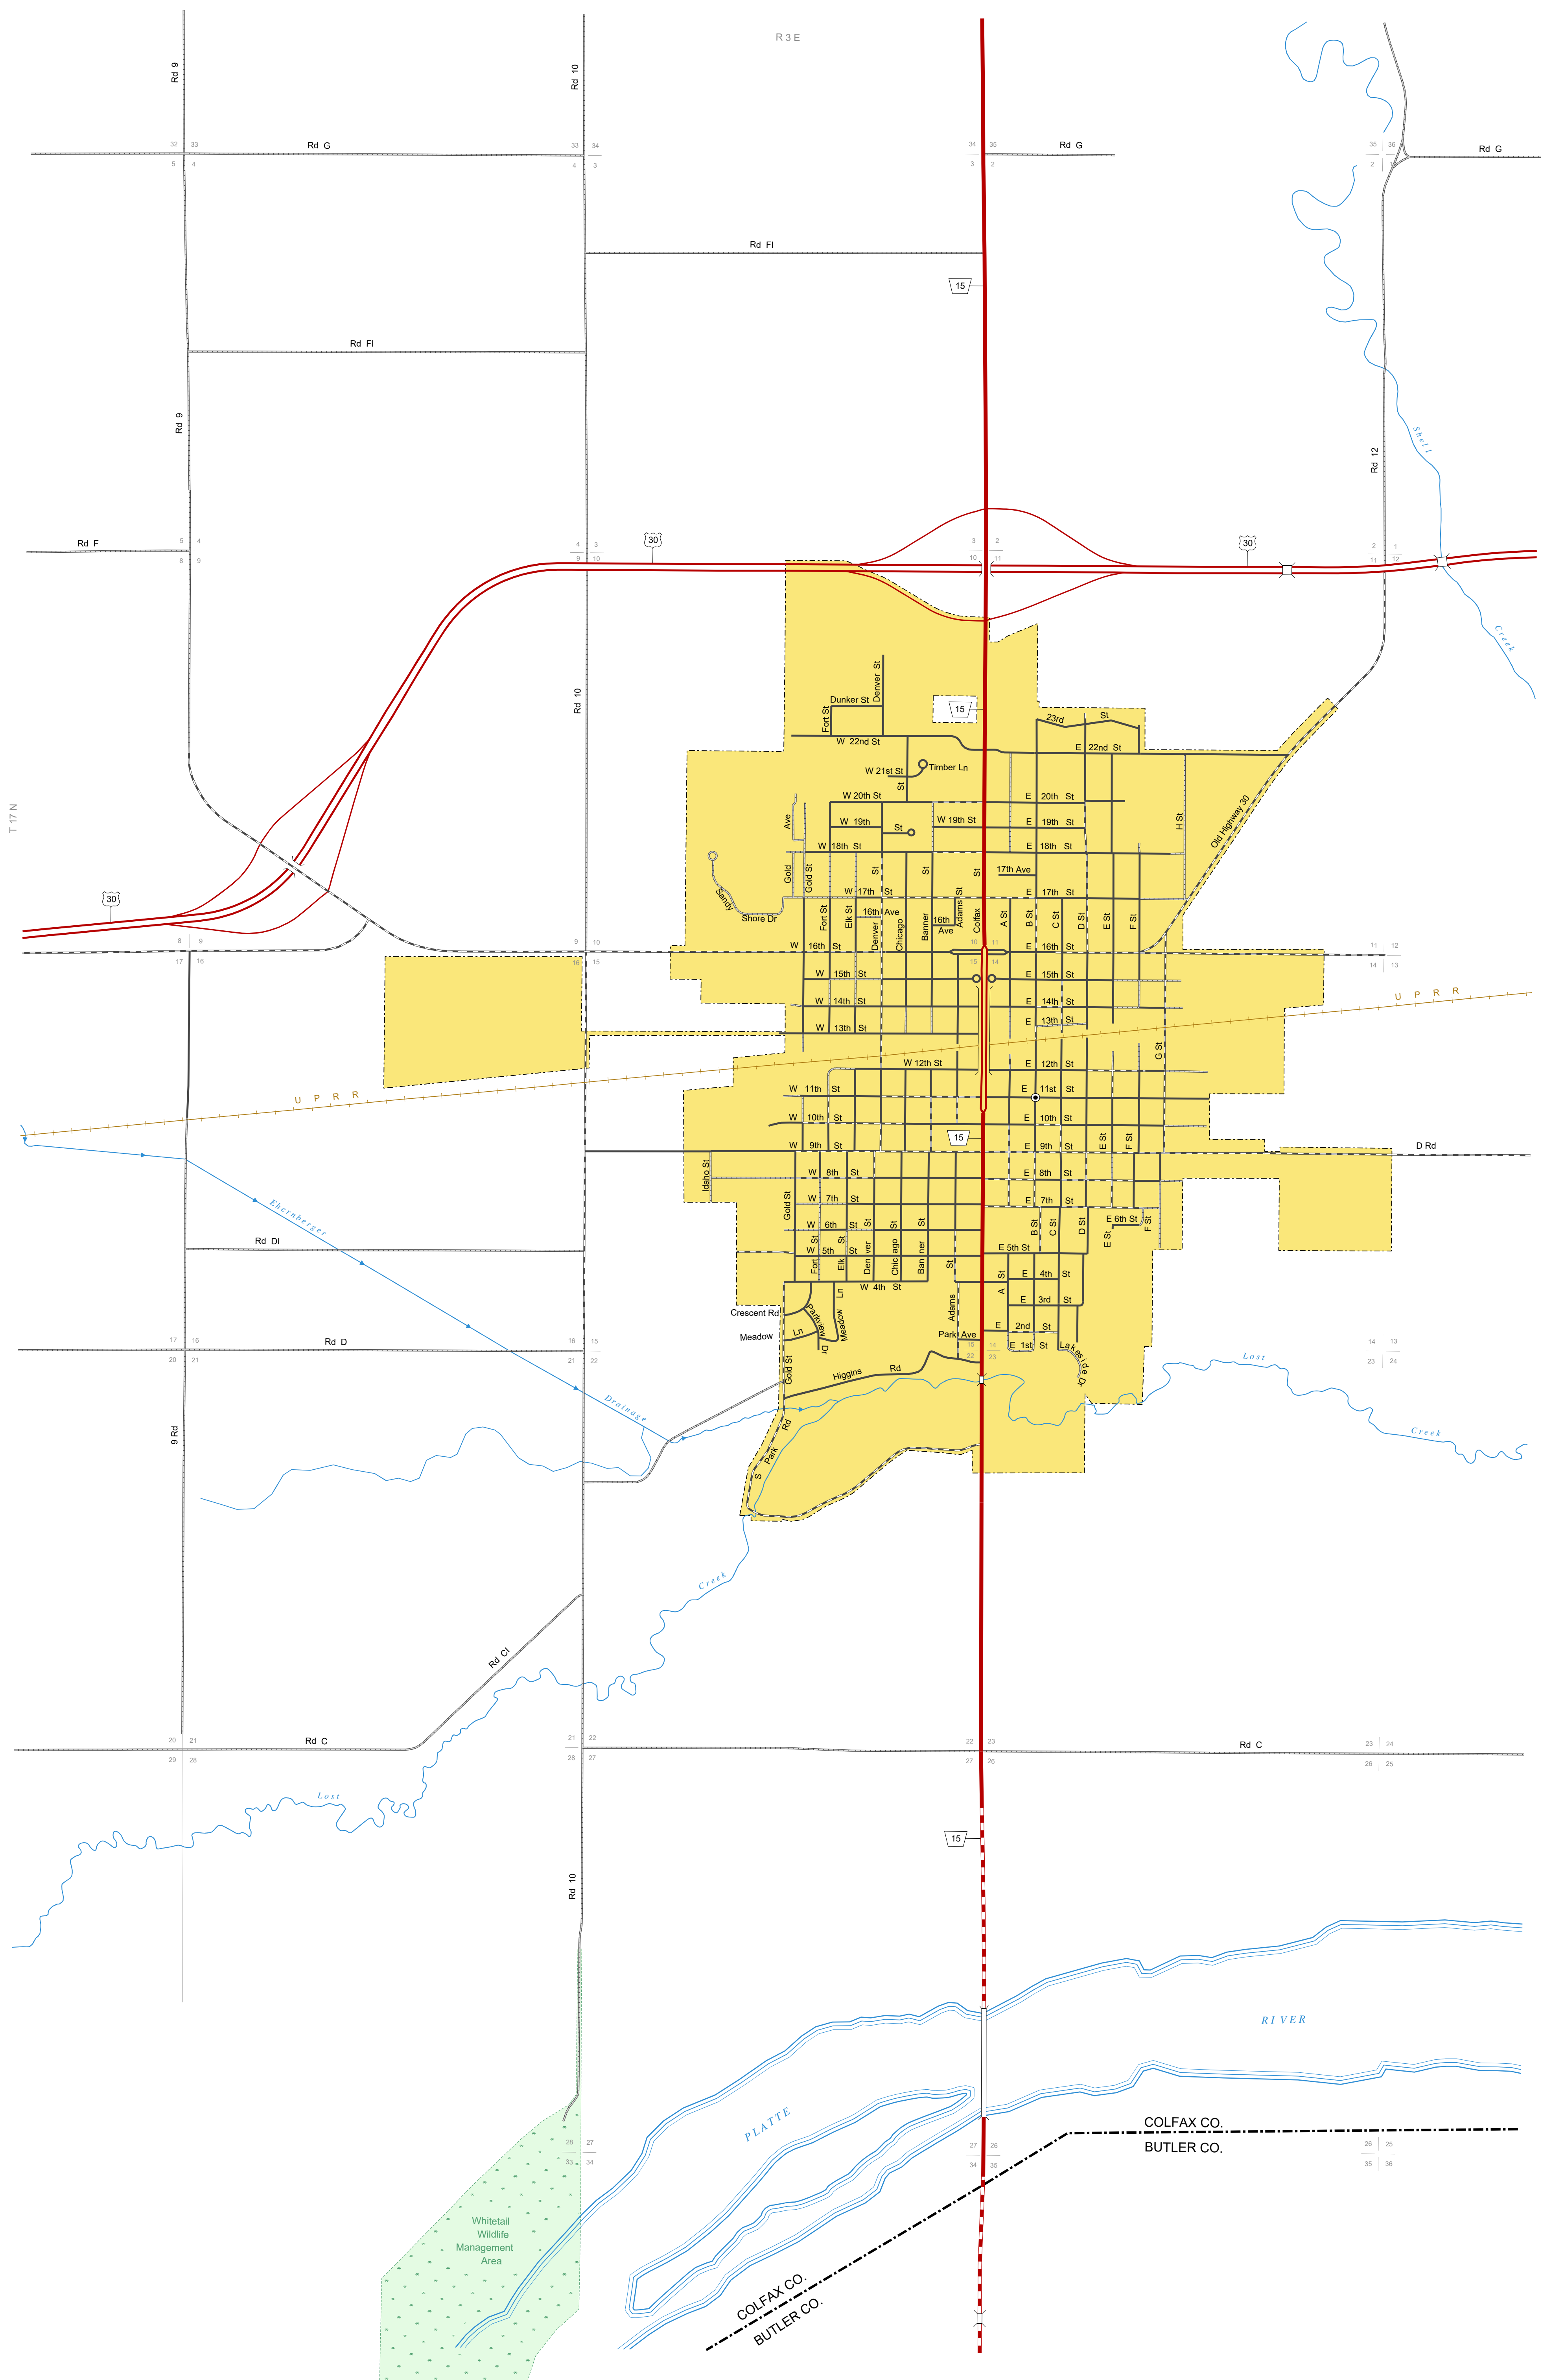 R 3 E
Rd 9
Rd 10
32 33
5 4
Rd G
33 34
4 3
34 35
3 2
Rd G
35 36
2 1
Rd G
Rd FI
15
Rd FI
Rd 9
Rd 12
Shell
Creek
Rd F
5 4
8 9
4 3
9 10
30
3 2
10 11
30
2 1
11 12
Rd 10
Denver St
Dunker St
Fort St
15
23rd St
W 22nd St
E 22nd St
W 21st St
Timber Ln
St
W 20th St
E 20th St
Ave
W 19th St
W 19th St
E 19th St
H St
Old Highway 30
T 17 N
W 18th St
E 18th St
Gold
Gold St
St
St
St
17th Ave
30
Sandy
Shore Dr
W 17th St
E 17th St
Fort St
Elk St
16th Ave
Denver
Chicago
Banner
16th
Ave
Adams St
Colfax
A St
B St
C St
D St
E St
F St
8 9
17 16
9 10
16 15
W 16th St
10 11
15 14
E 16th St
11 12
14 13
W 15th St
E 15th St
W 14th St
E 14th St
U P R R
W 13th St
E 13th St
G St
W 12th St
E 12th St
U P R R
W 11th St
E 11st St
W 10th St
E 10th St
15
W 9th St
E 9th St
E St
F St
D Rd
Idaho St
W 8th St
E 8th St
Ehernberger
Gold St
W 7th St
E 7th St
W 6th St
E 6th St
B St
C St
D St
E St
F St
Rd DI
W 5th St
E 5th St
Fort St
Elk St
Denver St
Chicago St
Banner St
St
A St
W 4th St
E 4th St
E 3rd St
Crescent Rd
Parkview Dr
Meadow Ln
Adams
Meadow Ln
Park Ave
E 2nd St
E 1st St
Lakeside Dr
17 16
20 21
Rd D
16 15
21 22
15 14
22 23
14 13
23 24
Lost
Creek
Gold St
Higgins Rd
Drainage
9 Rd
S Park Rd
Creek
Rd CI
20 21
29 28
Rd C
21 22
28 27
22 23
27 26
Rd C
23 24
26 25
Lost
15
Rd 10
RIVER
PLATTE
COLFAX CO.
BUTLER CO.
28 27
33 34
27 26
34 35
26 25
35 36
Whitetail
Wildlife
Management
Area
COLFAX CO.
BUTLER CO.